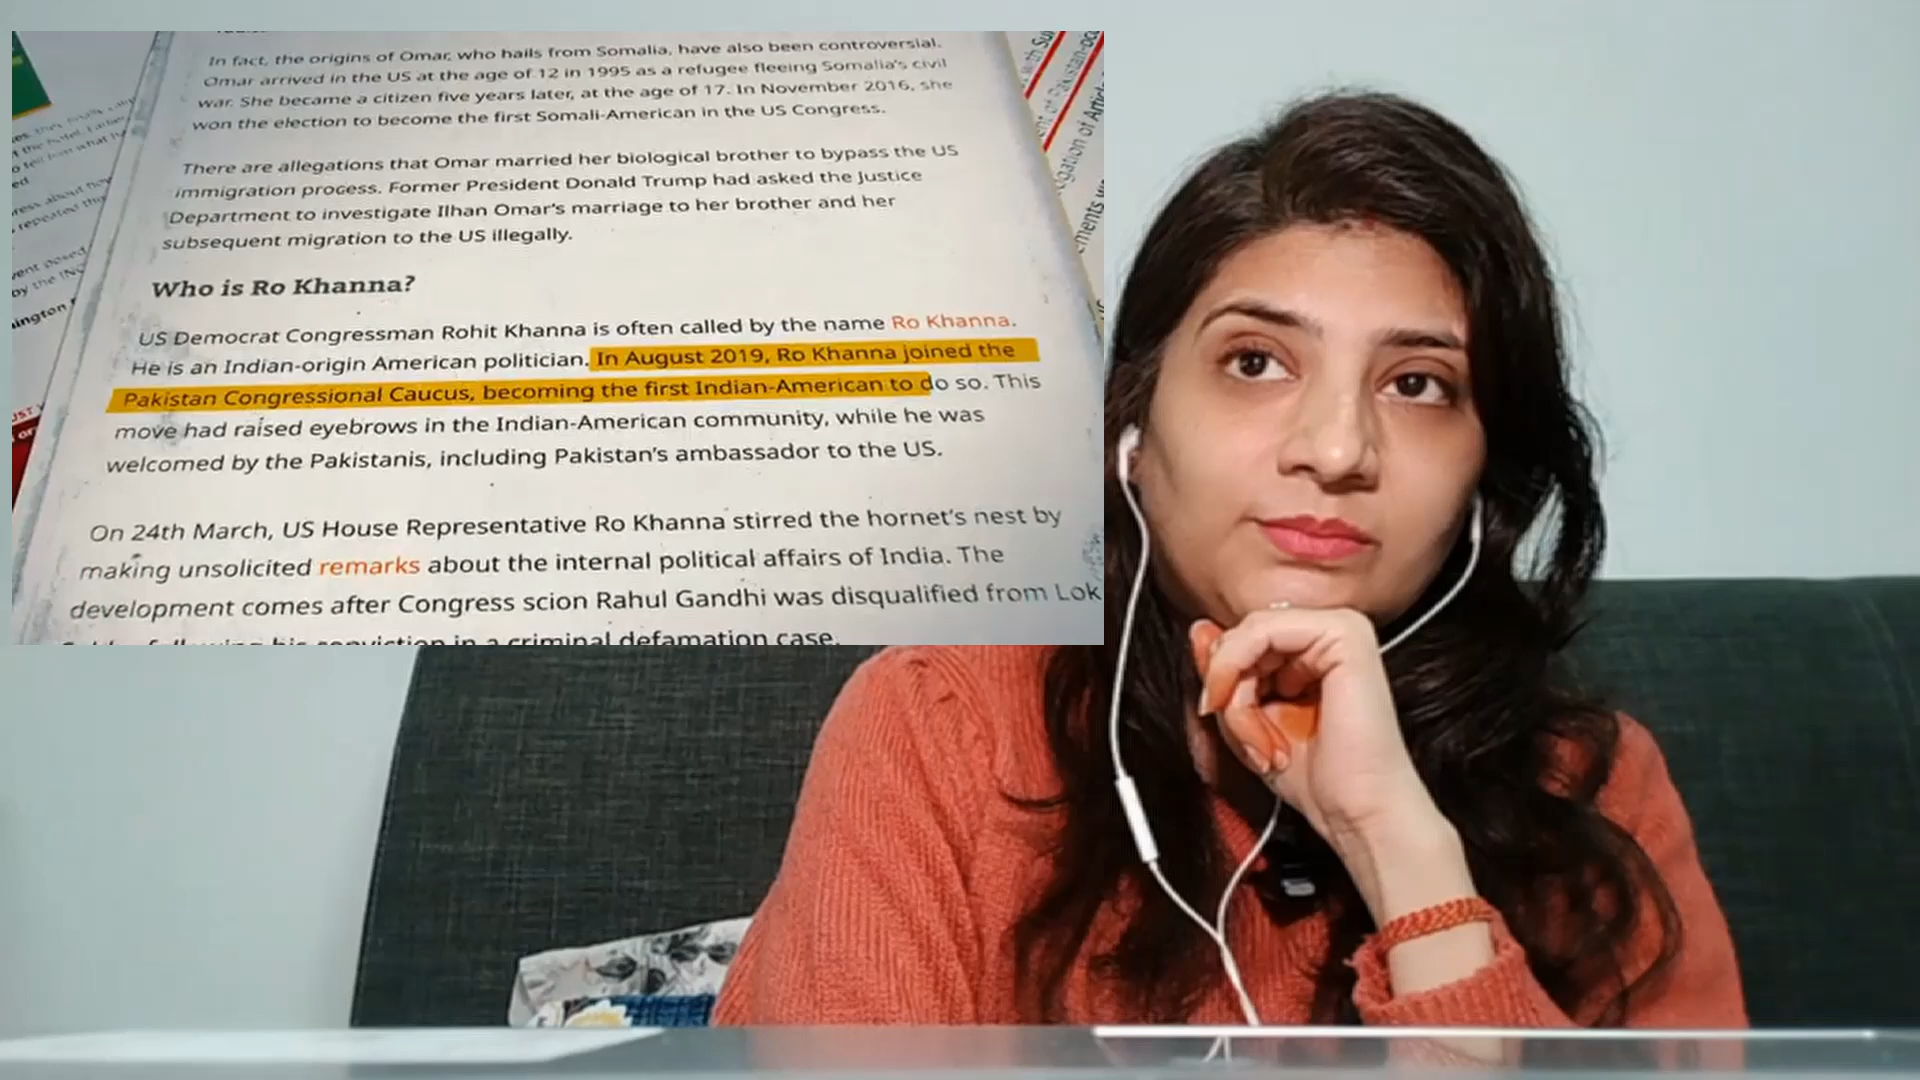 In fact, the origins of Omar, who hails from Somalia, have also been controversial.
Omar arrived in the US at the age of 12 in 1995 as a refugee fleeing Somalia's civil
war. She became a citizen five years later, at the age of 17. In November 2016, she
won the election to become the first Somali-American in the US Congress.
There are allegations that Omar married her biological brother to bypass the US
immigration process. Former President Donald Trump had asked the Justice
Department to investigate Ilhan Omar's marriage to her brother and her
subsequent migration to the US illegally.
Who is Ro Khanna?
US Democrat Congressman Rohit Khanna is often called by the name Ro Khanna.
He is an Indian-origin American politician. In August 2019, Ro Khanna joined the
Pakistan Congressional Caucus, becoming the first Indian-American to do so. This
move had raised eyebrows in the Indian-American community, while he was
welcomed by the Pakistanis, including Pakistan's ambassador to the US.
On 24th March, US House Representative Ro Khanna stirred the hornet's nest by
making unsolicited remarks about the internal political affairs of India. The
development comes after Congress scion Rahul Gandhi was disqualified from Lok
following his conviction in a criminal defamation case.